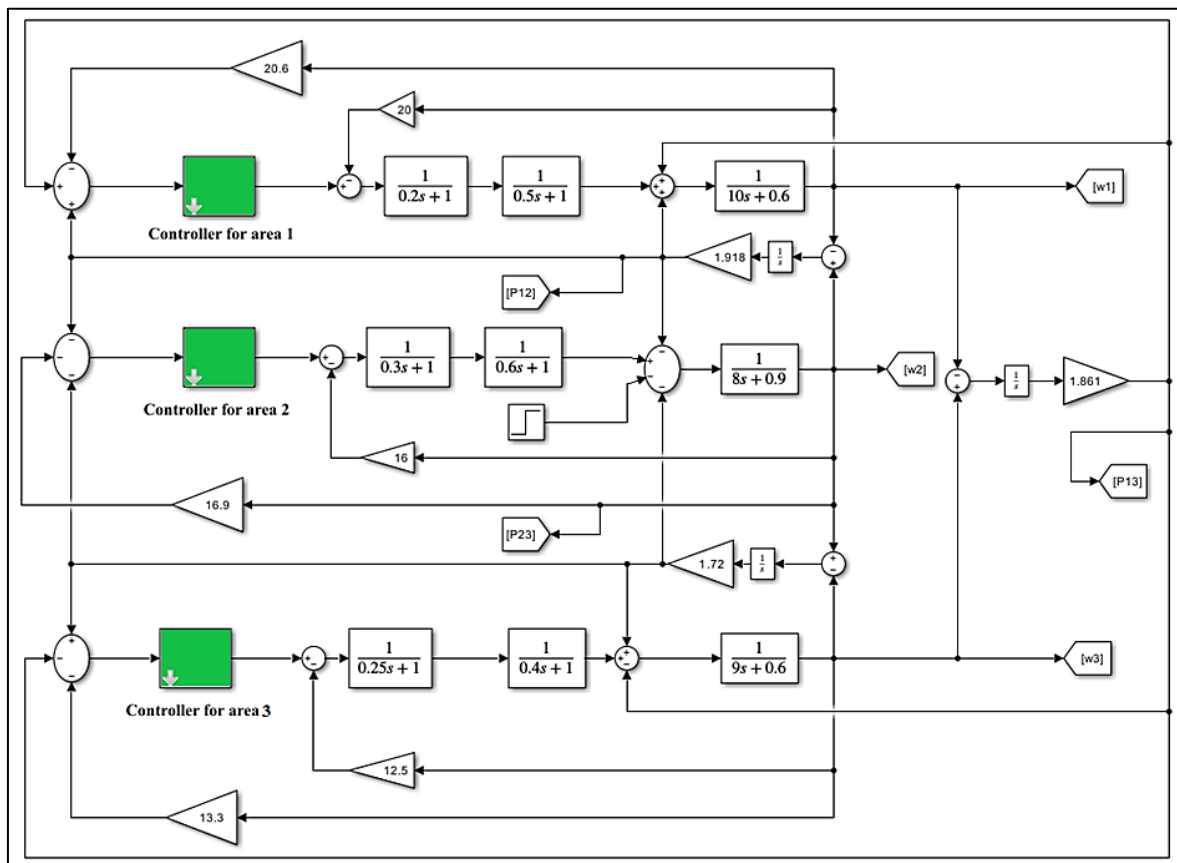 20.6
20
1
0.2s + 1
1
0.5s + 1
1
10s + 0.6
[w1]
Controller for area 1
1.918
1
s
[P12]
1
0.3s + 1
1
0.6s + 1
1
8s + 0.9
[w2]
1
s
1.861
Controller for area 2
16
16.9
[P13]
[P23]
1.72
1
s
1
0.25s + 1
1
0.4s + 1
1
9s + 0.6
[w3]
Controller for area 3
12.5
13.3